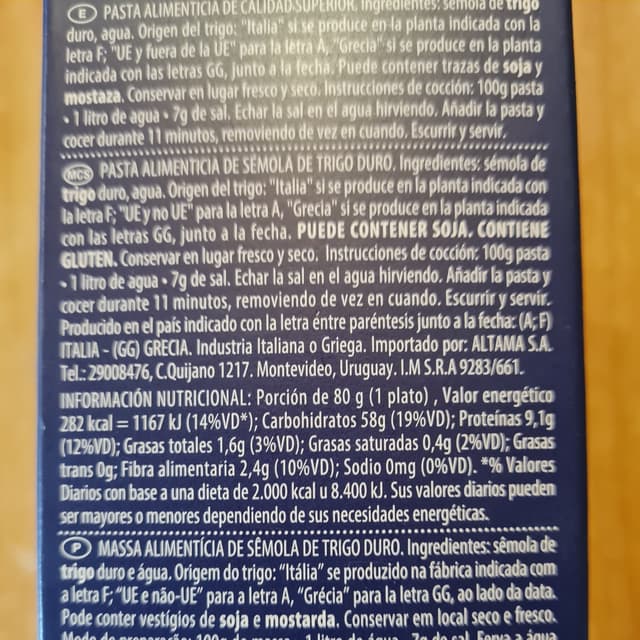 E PASTA ALIMENTICIA DE CALIDAD SUPERIOR. Ingredientes: sémola de trigo
duro, agua. Origen del trigo: "Italia" si se produce en la planta indicada con la
letra F; "UE y fuera de la UE" para la letra A, "Grecia" si se produce en la planta
indicada con las letras GG, junto a la fecha. Puede contener trazas de soja y
mostaza. Conservar en lugar fresco y seco. Instrucciones de cocción: 100g pasta
• 1 litro de agua • 7g de sal. Echar la sal en el agua hirviendo. Añadir la pasta y
cocer durante 11 minutos, removiendo de vez en cuando. Escurrir y servir.
MCS PASTA ALIMENTICIA DE SÉMOLA DE TRIGO DURO. Ingredientes: sémola de
trigo duro, agua. Origen del trigo: "Italia" si se produce en la planta indicada con
la letra F; "UE y no UE" para la letra A, "Grecia" si se produce en la planta indicada
con las letras GG, junto a la fecha. PUEDE CONTENER SOJA. CONTIENE
GLUTEN. Conservar en lugar fresco y seco. Instrucciones de cocción: 100g pasta
• 1 litro de agua • 7g de sal. Echar la sal en el agua hirviendo. Añadir la pasta y
cocer durante 11 minutos, removiendo de vez en cuando. Escurrir y servir.
Producido en el país indicado con la letra éntre paréntesis junto a la fecha: (A; F)
ITALIA - (GG) GRECIA. Industria Italiana o Griega. Importado por: ALTAMA S.A.
Tel.: 29008476, C.Quijano 1217. Montevideo, Uruguay. I.M S.R.A 9283/661.
INFORMACIÓN NUTRICIONAL: Porción de 80 g (1 plato) , Valor energético
282 kcal = 1167 kJ (14%VD*); Carbohidratos 58g (19%VD); Proteínas 9,1g
(12%VD); Grasas totales 1,6g (3%VD); Grasas saturadas 0,4g (2%VD); Grasas
trans 0g; Fibra alimentaria 2,4g (10%VD); Sodio 0mg (0%VD). *% Valores
Diarios con base a una dieta de 2.000 kcal u 8.400 kJ. Sus valores diarios pueden
ser mayores o menores dependiendo de sus necesidades energéticas.
P MASSA ALIMENTÍCIA DE SÊMOLA DE TRIGO DURO. Ingredientes: sêmola de
trigo duro e água. Origem do trigo: "Itália" se produzido na fábrica indicada com
a letra F; "UE e não-UE" para a letra A, "Grécia" para la letra GG, ao lado da data.
Pode conter vestígios de soja e mostarda. Conservar em local seco e fresco.
Modo de preparação: 100g de massa - 1 litro de água - 7g de sal. Ferva a ág